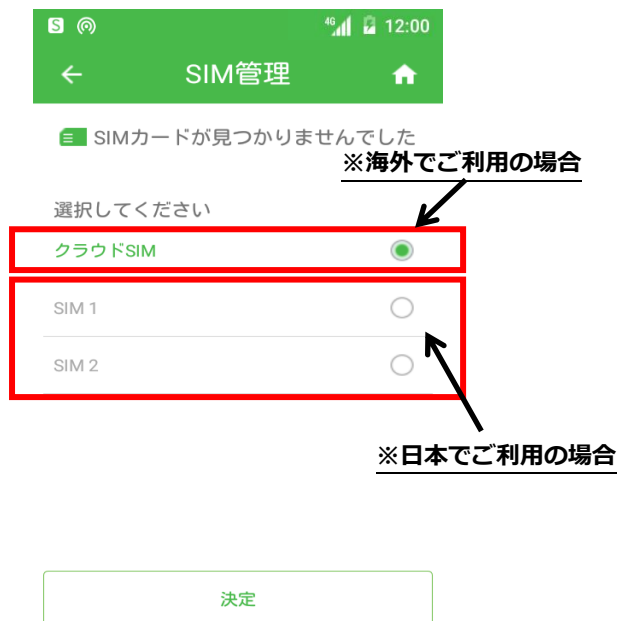 S 4G 12:00
SIM管理
SIMカードが見つかりませんでした
※海外でご利用の場合
選択してください
クラウドSIM
SIM 1
SIM 2
※日本でご利用の場合
決定